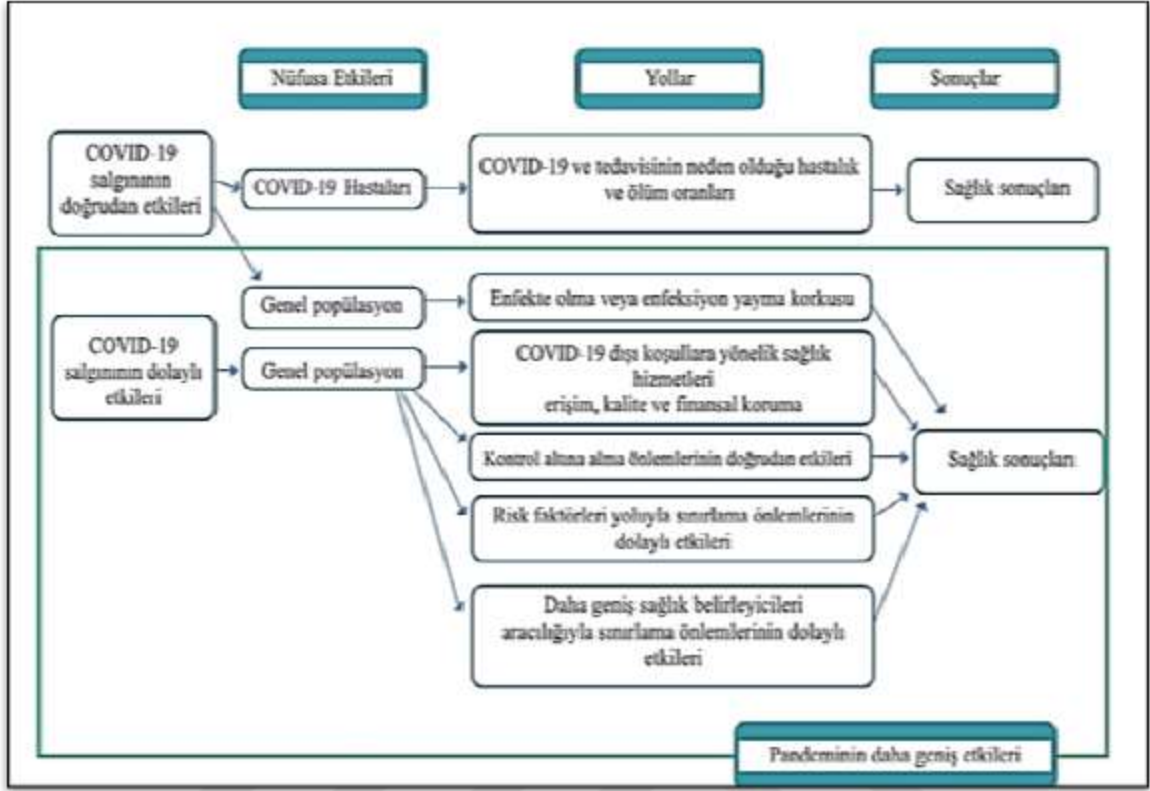 Nüfusa Etkileri
Yollar
Sonuçlar
COVID-19
salgınının
doğrudan etkileri
COVID-19 Hastaları
COVID-19 ve tedavisinin neden olduğu hastalık
ve ölüm oranları
Sağlık sonuçları
Genel popülasyon
Enfekte olma veya enfeksiyon yayma korkusu
COVID-19
salgınının dolaylı
etkileri
Genel popülasyon
COVID-19 dışı koşullara yönelik sağlık
hizmetleri
erişim, kalite ve finansal koruma
Kontrol altına alma önlemlerinin doğrudan etkileri
Sağlık sonuçları
Risk faktörleri yoluyla sınırlama önlemlerinin
dolaylı etkileri
Daha geniş sağlık belirleyicileri
aracılığıyla sınırlama önlemlerinin dolaylı
etkileri
Pandeminin daha geniş etkileri